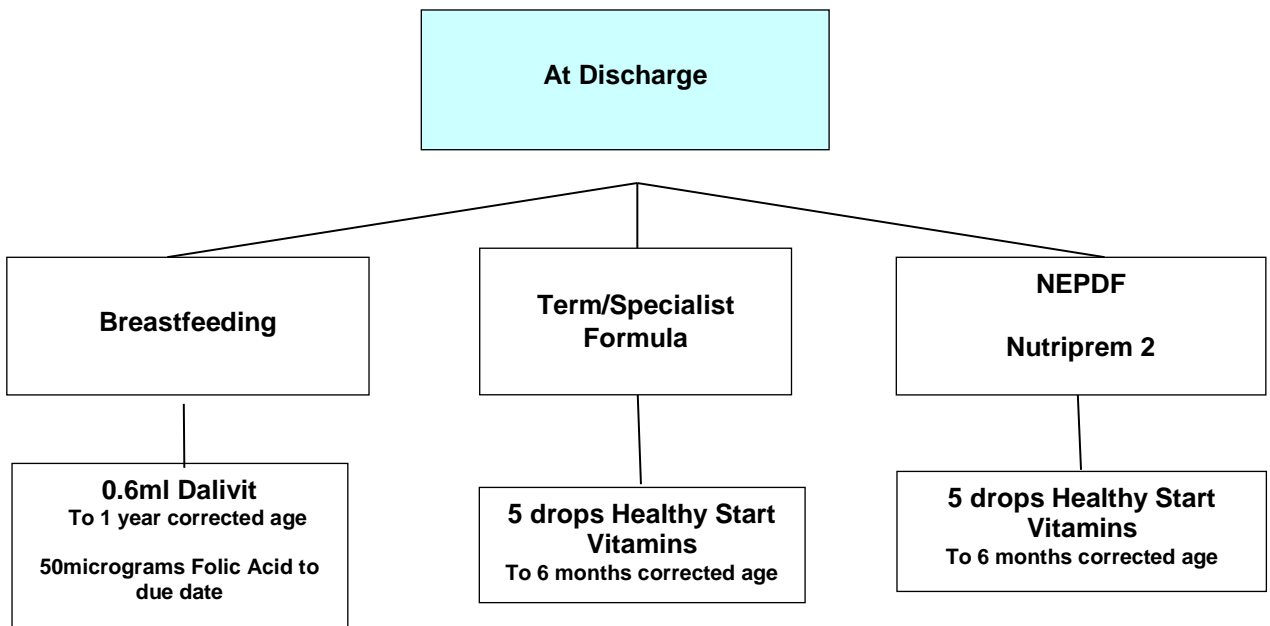 At Discharge
Breastfeeding
Term/Specialist
Formula
NEPDF
Nutriprem 2
0.6ml Dalivit
To 1 year corrected age
50micrograms Folic Acid to
due date
5 drops Healthy Start
Vitamins
To 6 months corrected age
5 drops Healthy Start
Vitamins
To 6 months corrected age